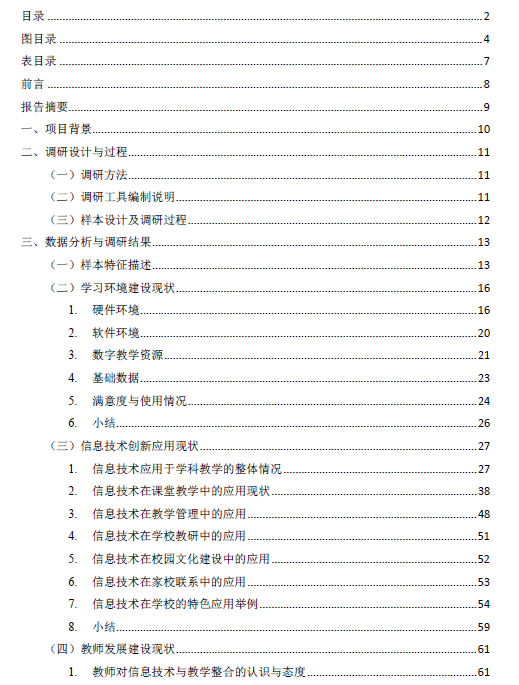 目录 2
图目录 4
表目录 7
前言 8
报告摘要 9
一、项目背景 10
二、调研设计与过程 11
（一）调研方法 11
（二）调研工具编制说明 11
（三）样本设计及调研过程 12
三、数据分析与调研结果 13
（一）样本特征描述 13
（二）学习环境建设现状 16
1. 硬件环境 16
2. 软件环境 20
3. 数字教学资源 21
4. 基础数据 23
5. 满意度与使用情况 24
6. 小结 26
（三）信息技术创新应用现状 27
1. 信息技术应用于学科教学的整体情况 27
2. 信息技术在课堂教学中的应用现状 38
3. 信息技术在教学管理中的应用 48
4. 信息技术在学校教研中的应用 51
5. 信息技术在校园文化建设中的应用 52
6. 信息技术在家校联系中的应用 53
7. 信息技术在学校的特色应用举例 54
8. 小结 59
（四）教师发展建设现状 61
1. 教师对信息技术与教学整合的认识与态度 61